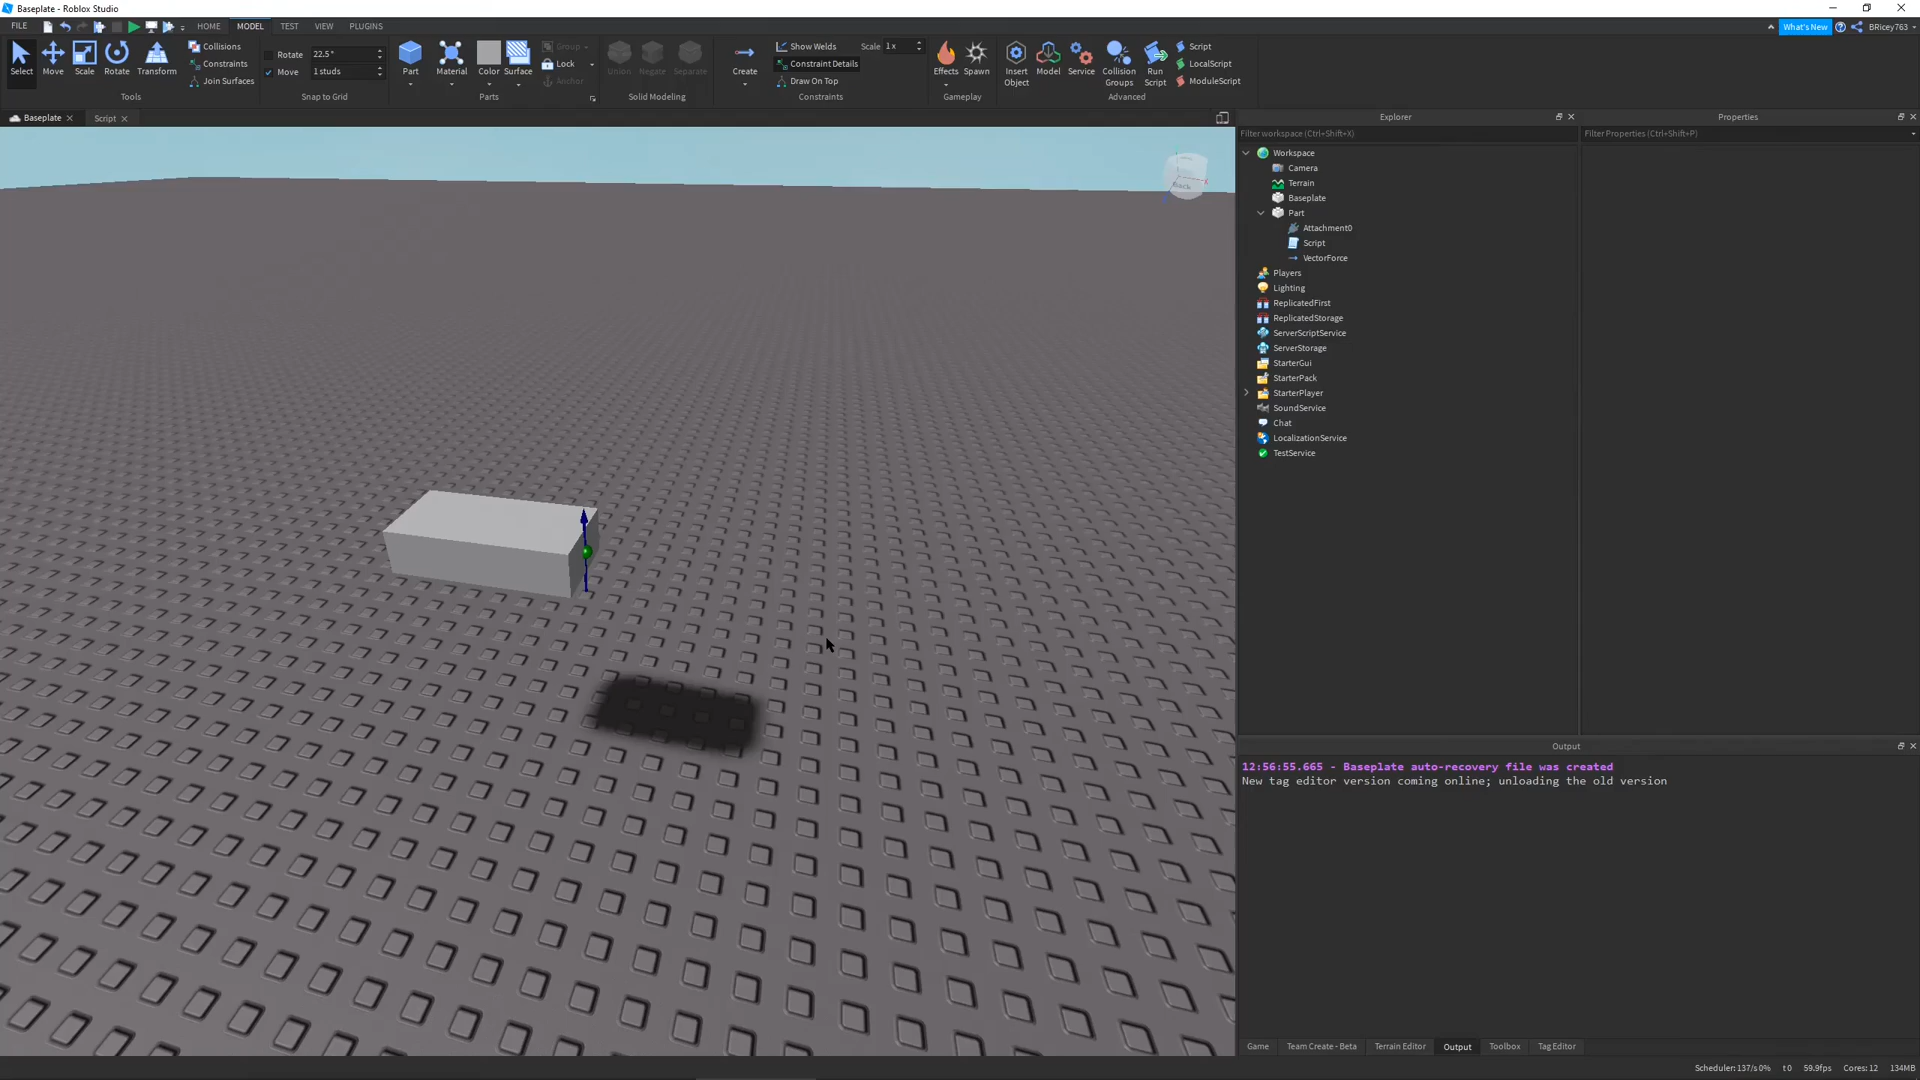 Baseplate - Roblox Studio
FILE HOME MODEL TEST VIEW PLUGINS What's New BRicey763
Select Move Scale Rotate Transform
Collisions
Constraints
Join Surfaces
Tools
Rotate 22.5°
Move 1 studs
Snap to Grid
Part Material Color Surface
Group
Lock
Anchor
Parts
Union Negate Separate
Solid Modeling
Create
Show Welds Scale 1 x
Constraint Details
Draw On Top
Constraints
Effects Spawn
Gameplay
Insert Object Model Service Collision Groups Run Script
Script
LocalScript
ModuleScript
Advanced
Baseplate Script
Back
X
Explorer
Filter workspace (Ctrl+Shift+X)
Workspace
Camera
Terrain
Baseplate
Part
Attachment0
Script
VectorForce
Players
Lighting
ReplicatedFirst
ReplicatedStorage
ServerScriptService
ServerStorage
StarterGui
StarterPack
StarterPlayer
SoundService
Chat
LocalizationService
TestService
Properties
Filter Properties (Ctrl+Shift+P)
Output
12:56:55.665 - Baseplate auto-recovery file was created
New tag editor version coming online; unloading the old version
Game Team Create - Beta Terrain Editor Output Toolbox Tag Editor
Scheduler: 137/s 0% t 0 59.9fps Cores: 12 134MB